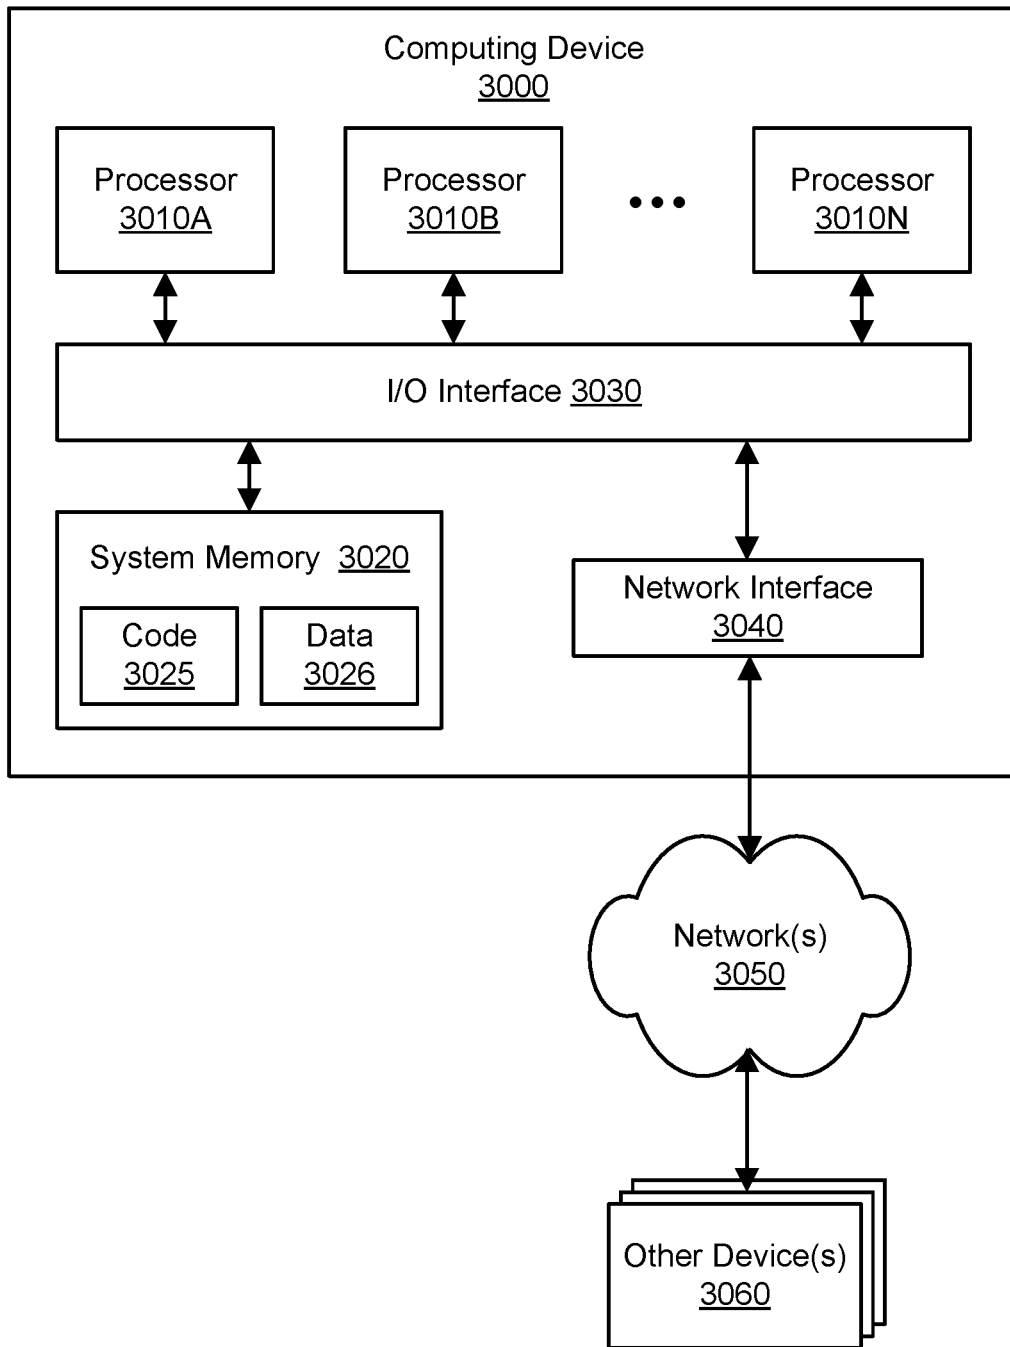 Computing Device
3000
Processor
3010A
Processor
3010B
Processor
3010N
I/O Interface 3030
System Memory 3020
Code
3025
Data
3026
Network Interface
3040
Network(s)
3050
Other Device(s)
3060